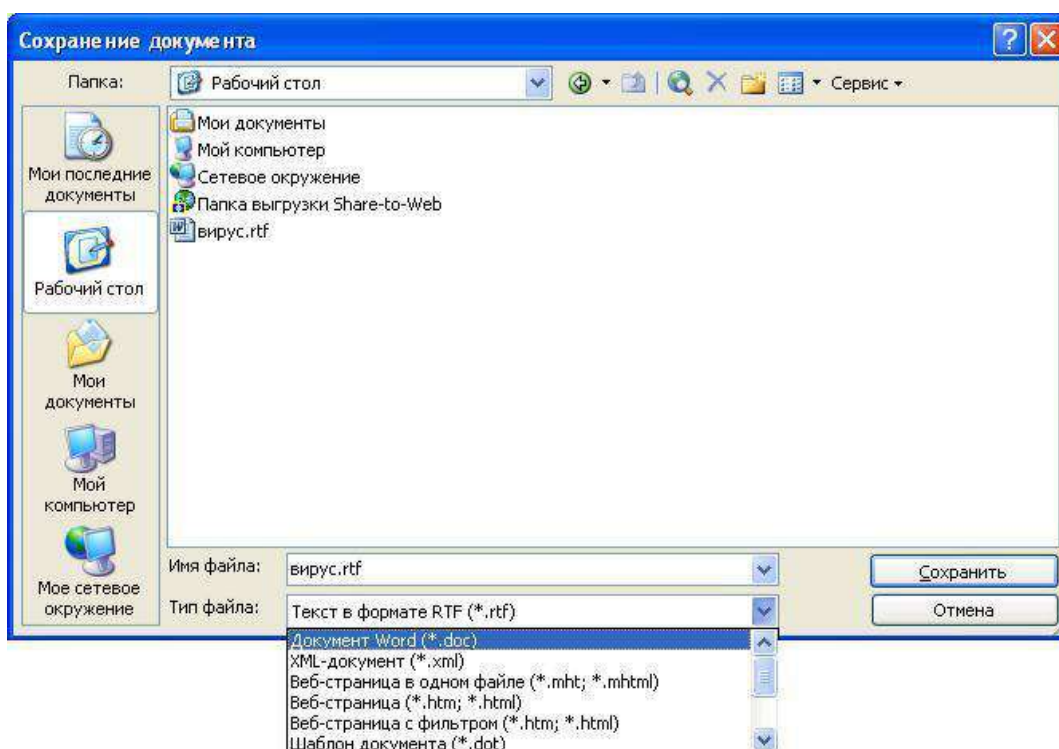 Сохранение документа
Папка:
Рабочий стол
Сервис
Мои последние
документы
Рабочий стол
Мои
документы
Мой
компьютер
Мое сетевое
окружение
Мои документы
Мой компьютер
Сетевое окружение
Папка выгрузки Share-to-Web
вирус.rtf
Имя файла:
вирус.rtf
Сохранить
Тип файла:
Текст в формате RTF (*.rtf)
Отмена
Документ Word (*.doc)
XML-документ (*.xml)
Веб-страница в одном файле (*.mht; *.mhtml)
Веб-страница (*.htm; *.html)
Веб-страница с фильтром (*.htm; *.html)
Шаблон документа (*.dot)